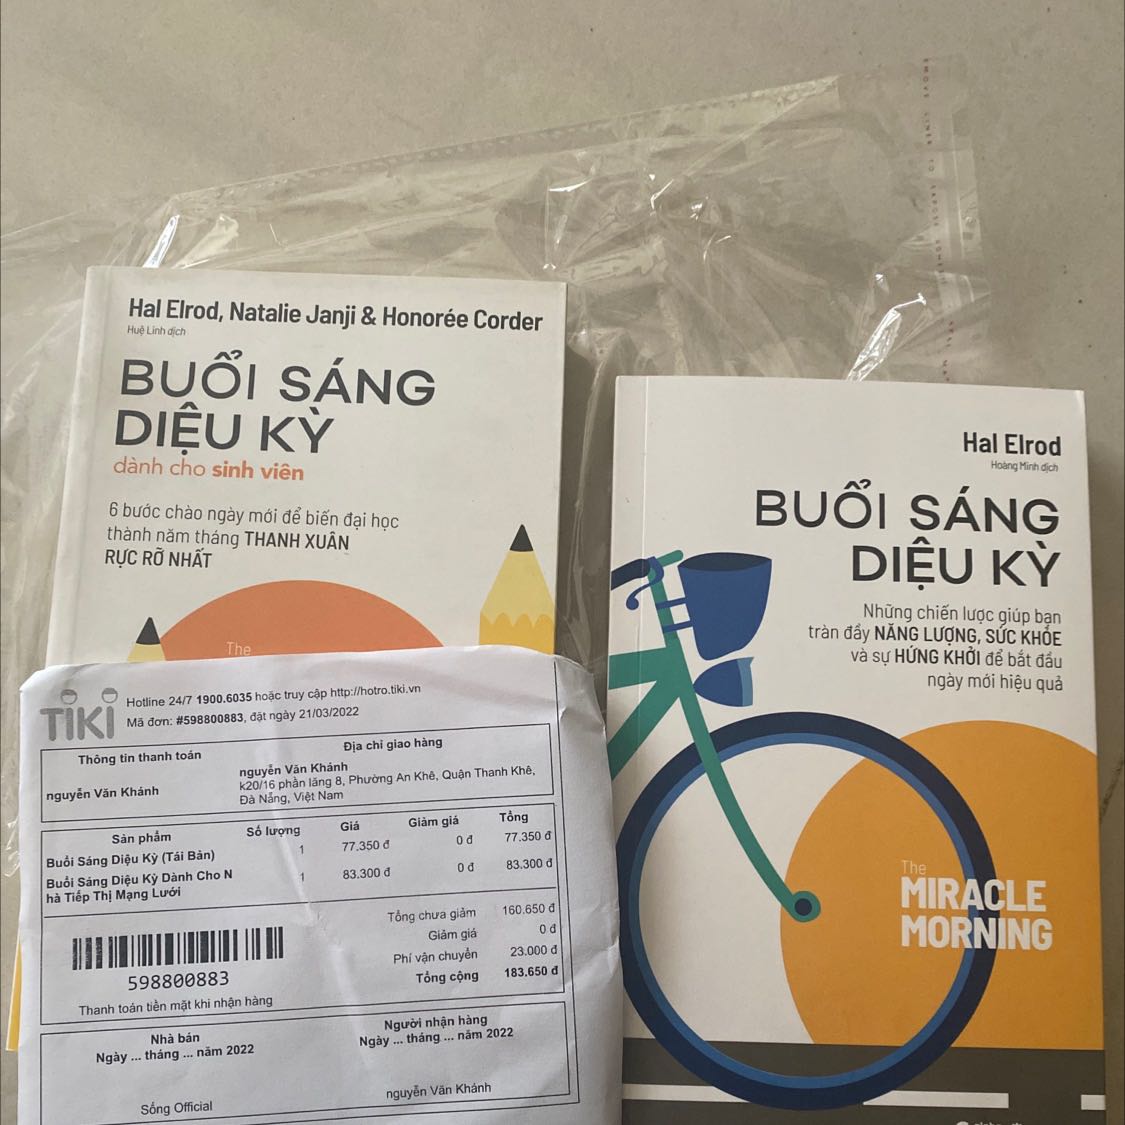 Hal Elrod, Natalie Janji & Honorée Corder
Huệ Linh dịch
BUỔI SÁNG
DIỆU KỲ
dành cho sinh viên
6 bước chào ngày mới để biến đại học
thành năm tháng THANH XUÂN
RỰC RỠ NHẤT
The
Hal Elrod
Hoàng Minh dịch
BUỔI SÁNG
DIỆU KỲ
Những chiến lược giúp bạn
tràn đầy NĂNG LƯỢNG, SỨC KHỎE
và sự HỨNG KHỞI để bắt đầu
ngày mới hiệu quả
The
MIRACLE
MORNING
TIKI
Hotline 24/7 1900.6035 hoặc truy cập http://hotro.tiki.vn
Mã đơn: #598800883, đặt ngày 21/03/2022
Thông tin thanh toán Địa chỉ giao hàng
nguyễn Văn Khánh
nguyễn Văn Khánh
k20/16 phần lăng 8, Phường An Khê, Quận Thanh Khê,
Đà Nẵng, Việt Nam
Sản phẩm Số lượng Giá Giảm giá Tổng
Buổi Sáng Diệu Kỳ (Tái Bản) 1 77.350 đ 0 đ 77.350 đ
Buổi Sáng Diệu Kỳ Dành Cho N 1 83.300 đ 0 đ 83.300 đ
hà Tiếp Thị Mạng Lưới
Tổng chưa giảm 160.650 đ
Giảm giá 0 đ
Phí vận chuyển 23.000 đ
Tổng cộng 183.650 đ
598800883
Thanh toán tiền mặt khi nhận hàng
Nhà bán Người nhận hàng
Ngày ... tháng ... năm 2022 Ngày ... tháng ... năm 2022
Sống Official nguyễn Văn Khánh